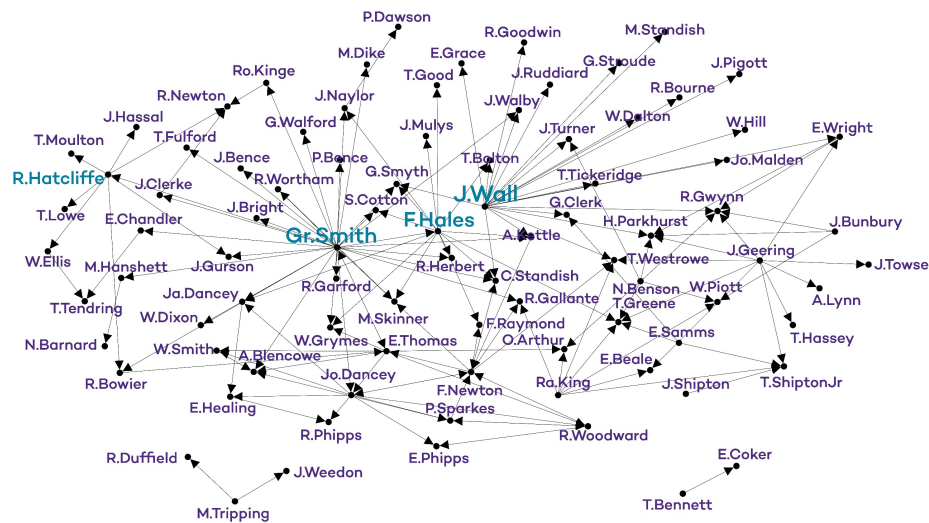 P.Dawson
M.Standish
R.Goodwin
M.Dike
E.Grace
G.Stroude
J.Pigott
Ro.Kinge
T.Good
J.Ruddiard
R.Bourne
R.Newton
J.Naylor
J.Walby
J.Hassal
G.Walford
J.Mulys
W.Dalton
W.Hill
E.Wright
T.Moulton
T.Fulford
J.Turner
J.Bence
P.Bence
T.Bolton
Jo.Malden
R.Hatcliffe
J.Clerke
R.Wortham
G.Smyth
T.Tickeridge
J.Wall
R.Gwynn
T.Lowe
E.Chandler
J.Bright
S.Cotton
F.Hales
G.Clerk
H.Parkhurst
J.Bunbury
Gr.Smith
W.Ellis
M.Hanshett
J.Gurson
R.Herbert
T.Westrowe
J.Geering
J.Towse
C.Standish
T.Tendring
Ja.Dancey
R.Garford
N.Benson
W.Piott
A.Lynn
R.Gallante
T.Greene
W.Dixon
M.Skinner
F.Raymond
E.Samms
T.Hassey
N.Barnard
W.Smith
W.Grymes
E.Thomas
O.Arthur
A.Blencowe
E.Beale
R.Bowier
Jo.Dancey
F.Newton
Ra.King
J.Shipton
T.ShiptonJr
E.Healing
P.Sparkes
R.Phipps
R.Woodward
E.Phipps
R.Duffield
J.Weedon
E.Coker
M.Tripping
T.Bennett